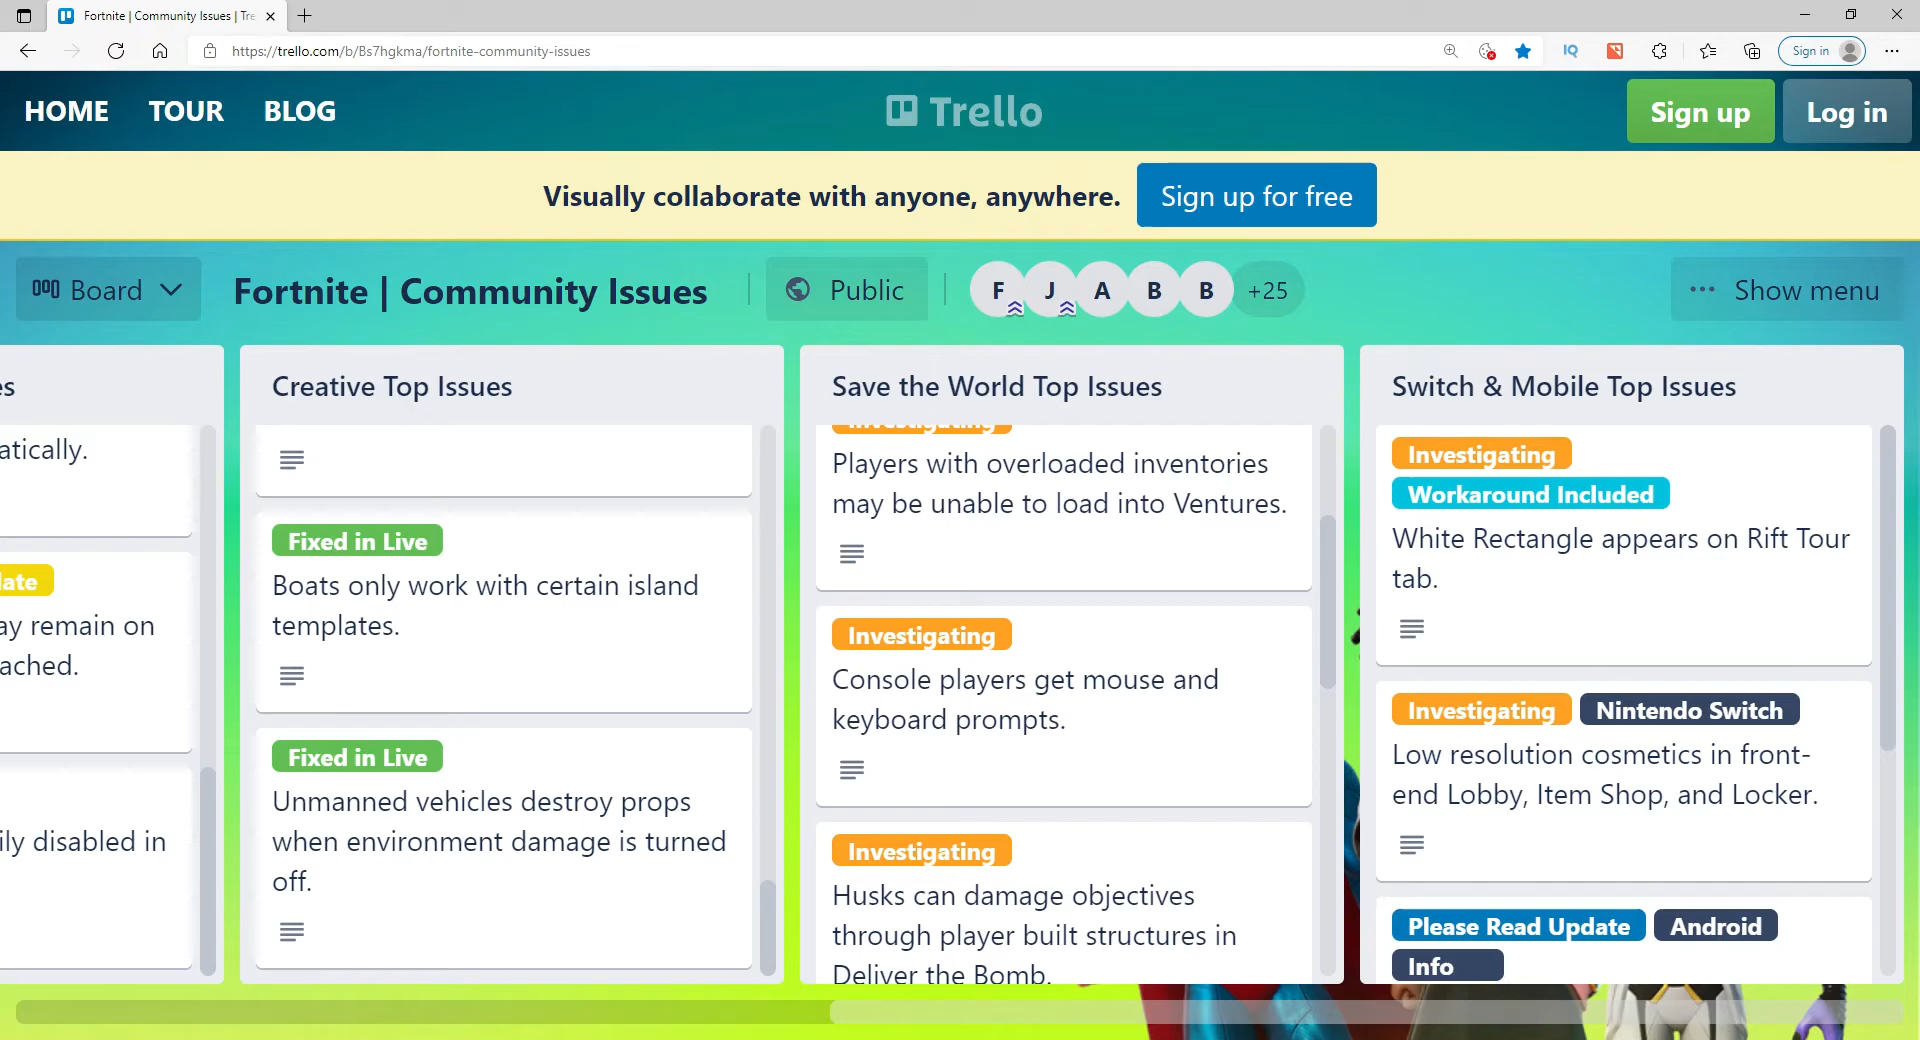 Fortnite | Community Issues | Tre
https://trello.com/b/Bs7hgkma/fortnite-community-issues
IQ
Sign in
HOME TOUR BLOG
Trello
Sign up Log in
Visually collaborate with anyone, anywhere. Sign up for free
Board
Fortnite | Community Issues
Public
F J A B B +25
Show menu
es
atically.
late
ay remain on
ached.
ily disabled in
Creative Top Issues
Fixed in Live
Boats only work with certain island
templates.
Fixed in Live
Unmanned vehicles destroy props
when environment damage is turned
off.
Save the World Top Issues
Investigating
Players with overloaded inventories
may be unable to load into Ventures.
Investigating
Console players get mouse and
keyboard prompts.
Investigating
Husks can damage objectives
through player built structures in
Deliver the Bomb.
Switch & Mobile Top Issues
Investigating
Workaround Included
White Rectangle appears on Rift Tour
tab.
Investigating Nintendo Switch
Low resolution cosmetics in front-
end Lobby, Item Shop, and Locker.
Please Read Update Android
Info